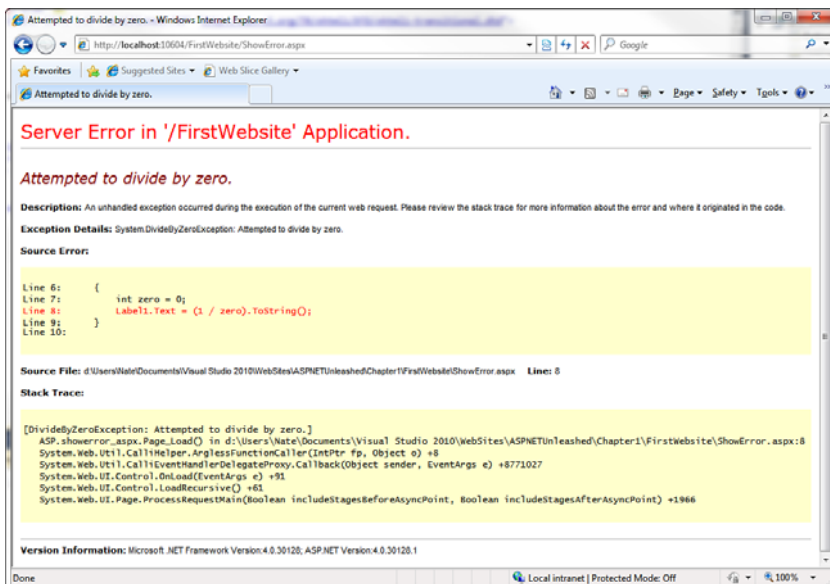 Attempted to divide by zero. - Windows Internet Explorer
http://localhost:10604/FirstWebsite/ShowError.aspx
Google
Favorites Suggested Sites Web Slice Gallery
Attempted to divide by zero.
Page Safety Tools
Server Error in '/FirstWebsite' Application.
Attempted to divide by zero.
Description: An unhandled exception occurred during the execution of the current web request. Please review the stack trace for more information about the error and where it originated in the code.
Exception Details: System.DivideByZeroException: Attempted to divide by zero.
Source Error:
Line 6: {
Line 7: int zero = 0;
Line 8: Label1.Text = (1 / zero).ToString();
Line 9: }
Line 10:
Source File: d:\Users\Nate\Documents\Visual Studio 2010\WebSites\ASPNETUnleashed\Chapter1\FirstWebsite\ShowError.aspx Line: 8
Stack Trace:
[DivideByZeroException: Attempted to divide by zero.]
ASP.showerror_aspx.Page_Load() in d:\Users\Nate\Documents\Visual Studio 2010\WebSites\ASPNETUnleashed\Chapter1\FirstWebsite\ShowError.aspx:8
System.Web.Util.CalliHelper.ArglessFunctionCaller(IntPtr fp, Object o) +8
System.Web.Util.CalliEventHandlerDelegateProxy.Callback(Object sender, EventArgs e) +8771027
System.Web.UI.Control.OnLoad(EventArgs e) +91
System.Web.UI.Control.LoadRecursive() +61
System.Web.UI.Page.ProcessRequestMain(Boolean includeStagesBeforeAsyncPoint, Boolean includeStagesAfterAsyncPoint) +1966
Version Information: Microsoft .NET Framework Version:4.0.30128; ASP.NET Version:4.0.30128.1
Done
Local intranet | Protected Mode: Off
100%